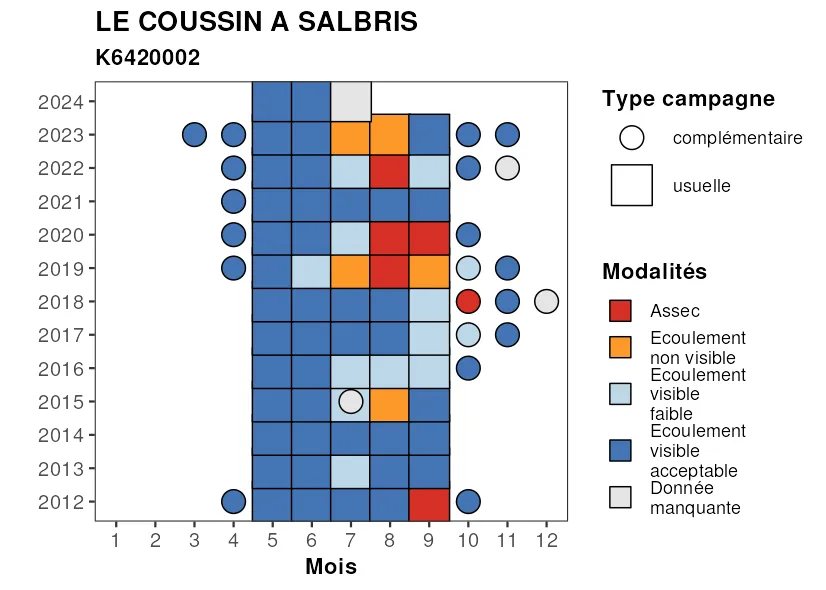 LE COUSSIN A SALBRIS
K6420002
2024
2023
2022
2021
2020
2019
2018
2017
2016
2015
2014
2013
2012
1 2 3 4 5 6 7 8 9 10 11 12
Mois
Type campagne
complémentaire
usuelle
Modalités
Assec
Ecoulement
non visible
Ecoulement
visible
faible
Ecoulement
visible
acceptable
Donnée
manquante